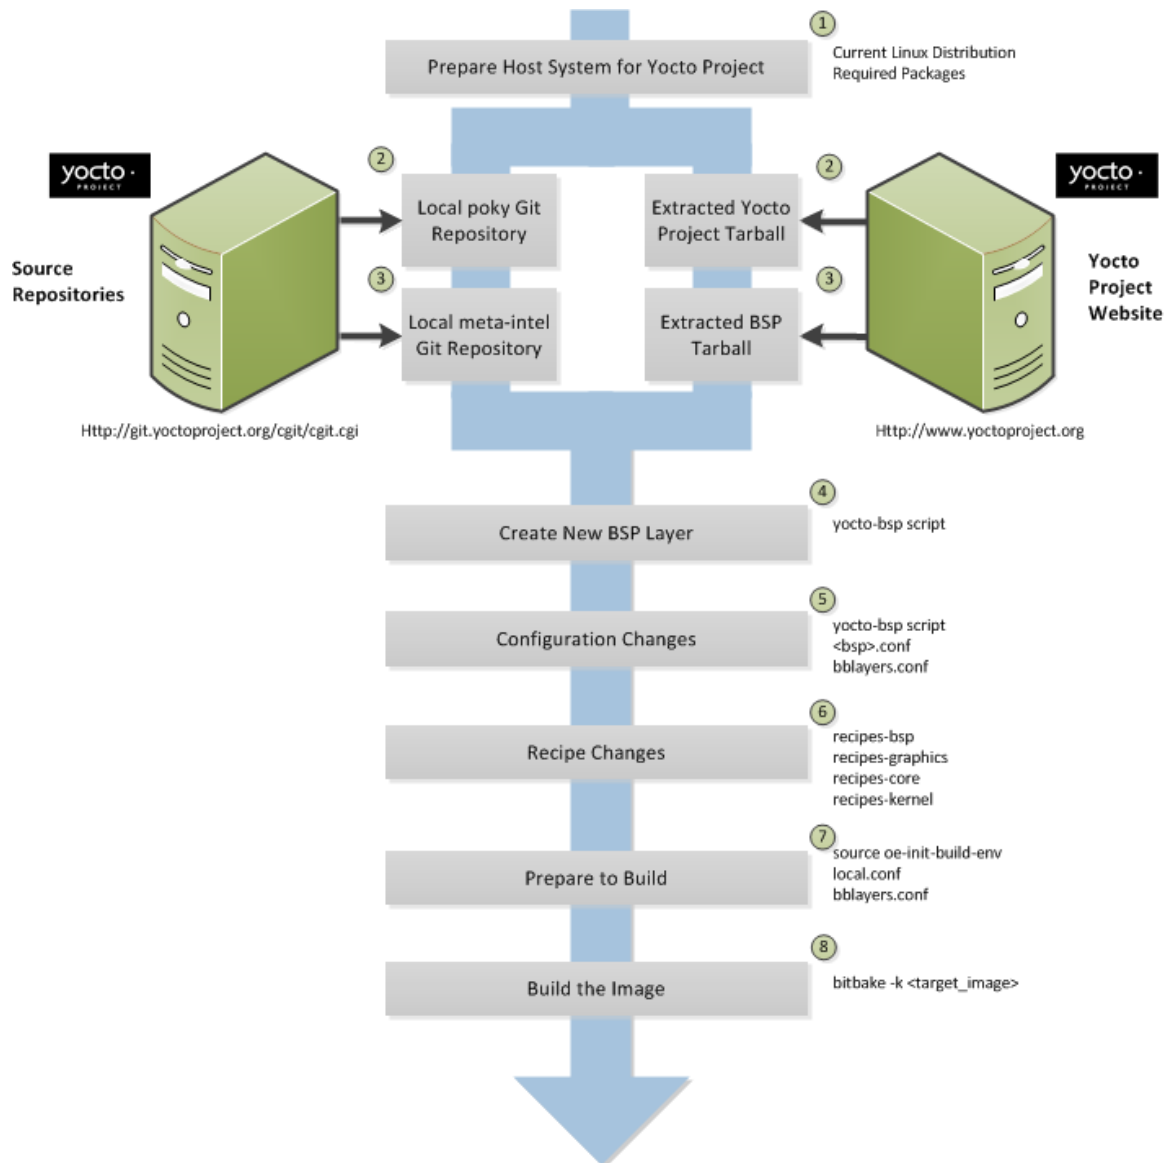 1
Prepare Host System for Yocto Project
Current Linux Distribution
Required Packages
yocto ·
PROJECT
2
2
yocto ·
PROJECT
Local poky Git
Repository
Extracted Yocto
Project Tarball
Source
Repositories
Yocto
Project
Website
3
3
Local meta-intel
Git Repository
Extracted BSP
Tarball
Http://git.yoctoproject.org/cgit/cgit.cgi
Http://www.yoctoproject.org
4
Create New BSP Layer
yocto-bsp script
5
Configuration Changes
yocto-bsp script
<bsp>.conf
bblayers.conf
6
Recipe Changes
recipes-bsp
recipes-graphics
recipes-core
recipes-kernel
7
Prepare to Build
source oe-init-build-env
local.conf
bblayers.conf
8
Build the Image
bitbake -k <target_image>